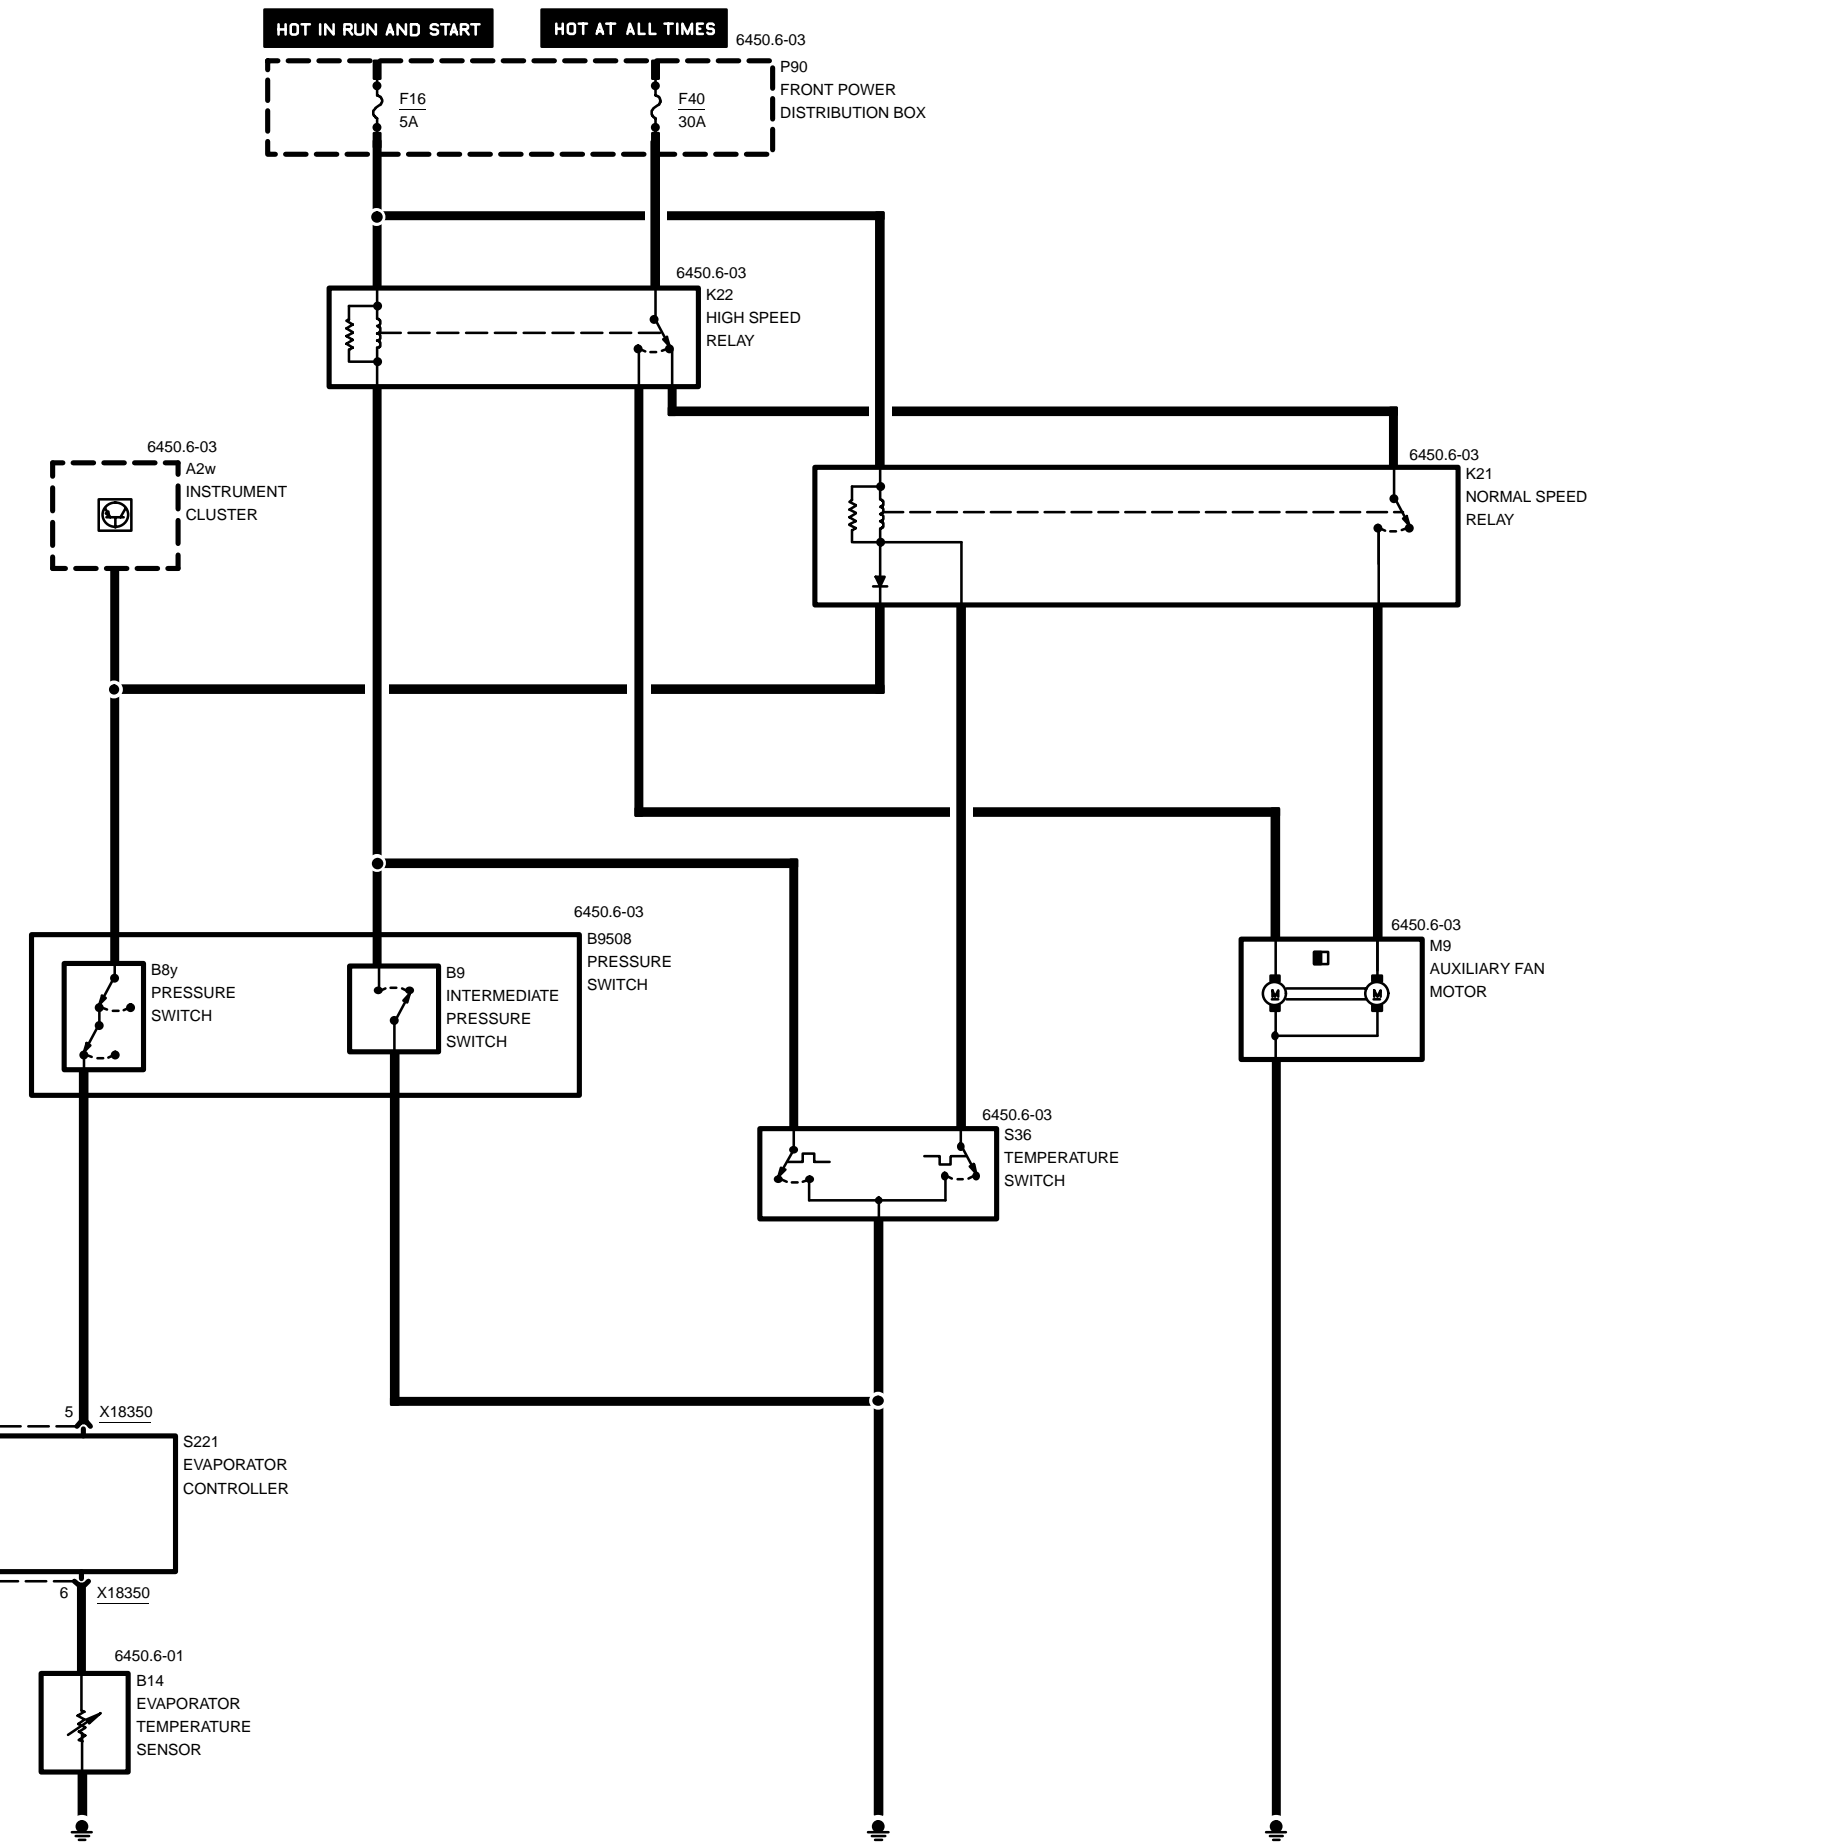 HOT IN RUN AND START
HOT AT ALL TIMES
6450.6-03
P90
FRONT POWER
DISTRIBUTION BOX
F16
5A
F40
30A
6450.6-03
K22
HIGH SPEED
RELAY
6450.6-03
A2w
INSTRUMENT
CLUSTER
6450.6-03
K21
NORMAL SPEED
RELAY
6450.6-03
B9508
PRESSURE
SWITCH
B8y
PRESSURE
SWITCH
B9
INTERMEDIATE
PRESSURE
SWITCH
6450.6-03
M9
AUXILIARY FAN
MOTOR
M
M
6450.6-03
S36
TEMPERATURE
SWITCH
5
X18350
S221
EVAPORATOR
CONTROLLER
6
X18350
6450.6-01
B14
EVAPORATOR
TEMPERATURE
SENSOR